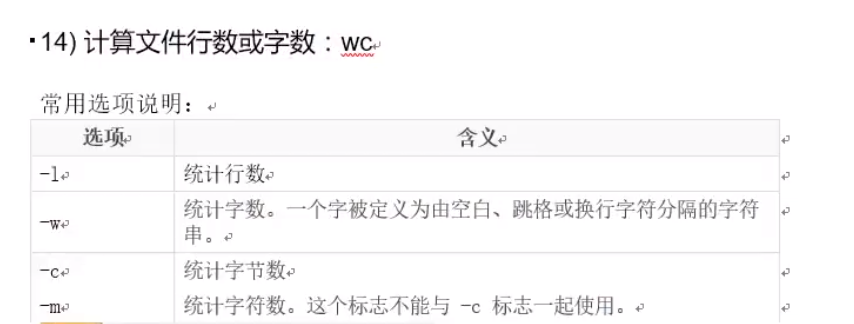 ▪14) 计算文件行数或字数：wc↵
常用选项说明：↵
选项↵ 含义↵ ↵
-l↵ 统计行数↵ ↵
-w↵ 统计字数。一个字被定义为由空白、跳格或换行字符分隔的字符 ↵
串。↵
-c↵ 统计字节数↵ ↵
-m↵ 统计字符数。这个标志不能与 -c 标志一起使用。↵ ↵